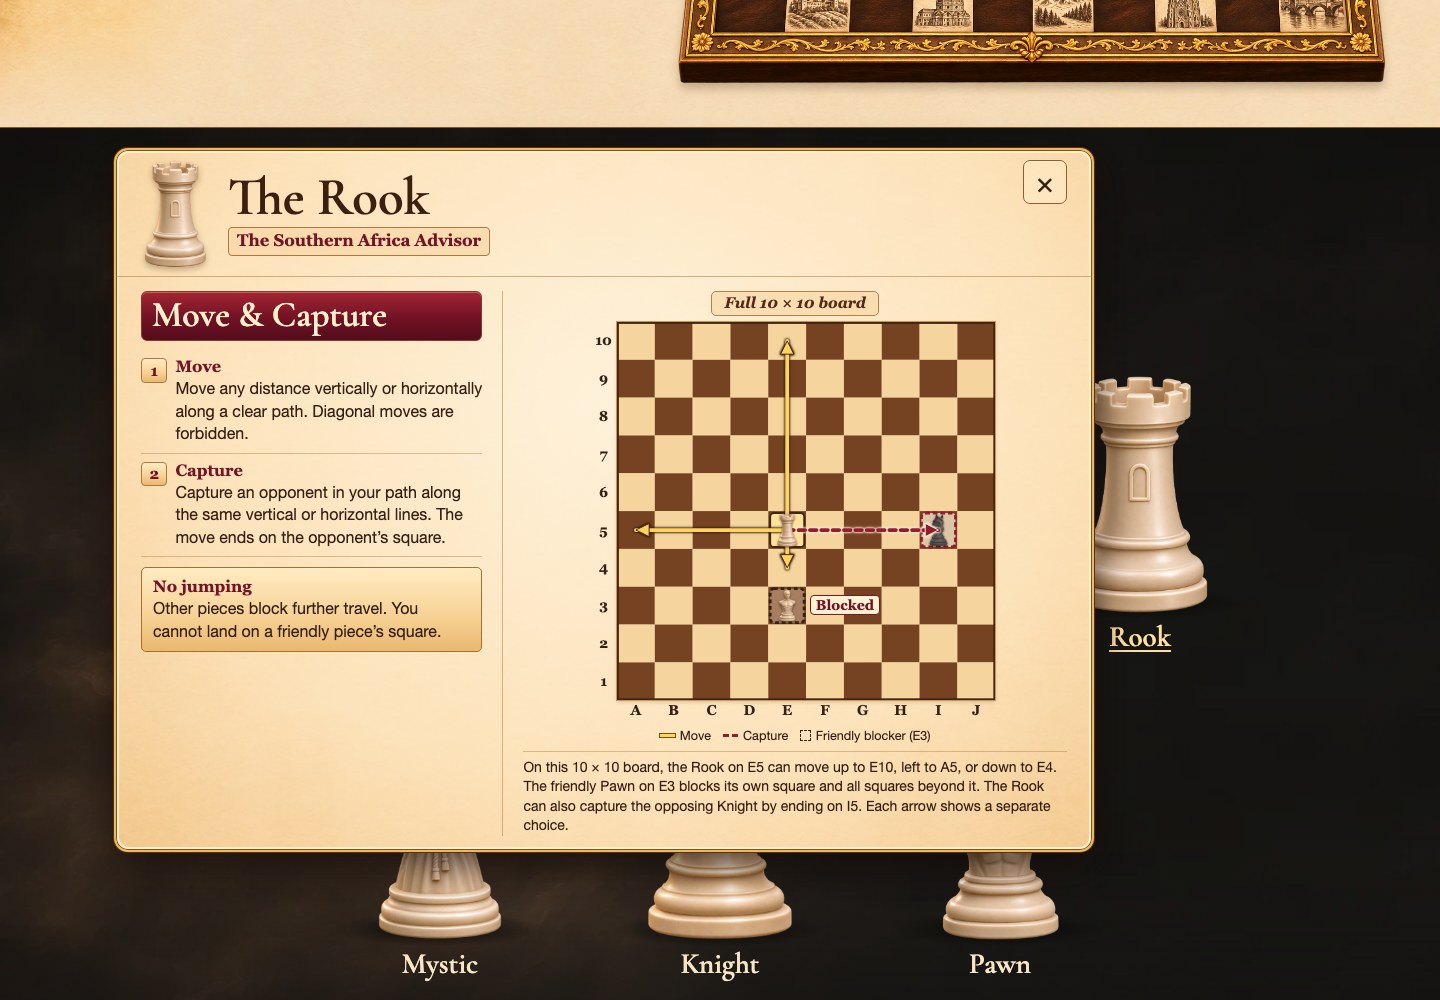 The Rook
The Southern Africa Advisor
×
Move & Capture
1
Move
Move any distance vertically or horizontally
along a clear path. Diagonal moves are
forbidden.
2
Capture
Capture an opponent in your path along
the same vertical or horizontal lines. The
move ends on the opponent’s square.
No jumping
Other pieces block further travel. You
cannot land on a friendly piece’s square.
Full 10 × 10 board
10
9
8
7
6
5
4
3
Blocked
2
1
A B C D E F G H I J
Move Capture Friendly blocker (E3)
On this 10 × 10 board, the Rook on E5 can move up to E10, left to A5, or down to E4.
The friendly Pawn on E3 blocks its own square and all squares beyond it. The Rook
can also capture the opposing Knight by ending on I5. Each arrow shows a separate
choice.
Rook
Mystic
Knight
Pawn